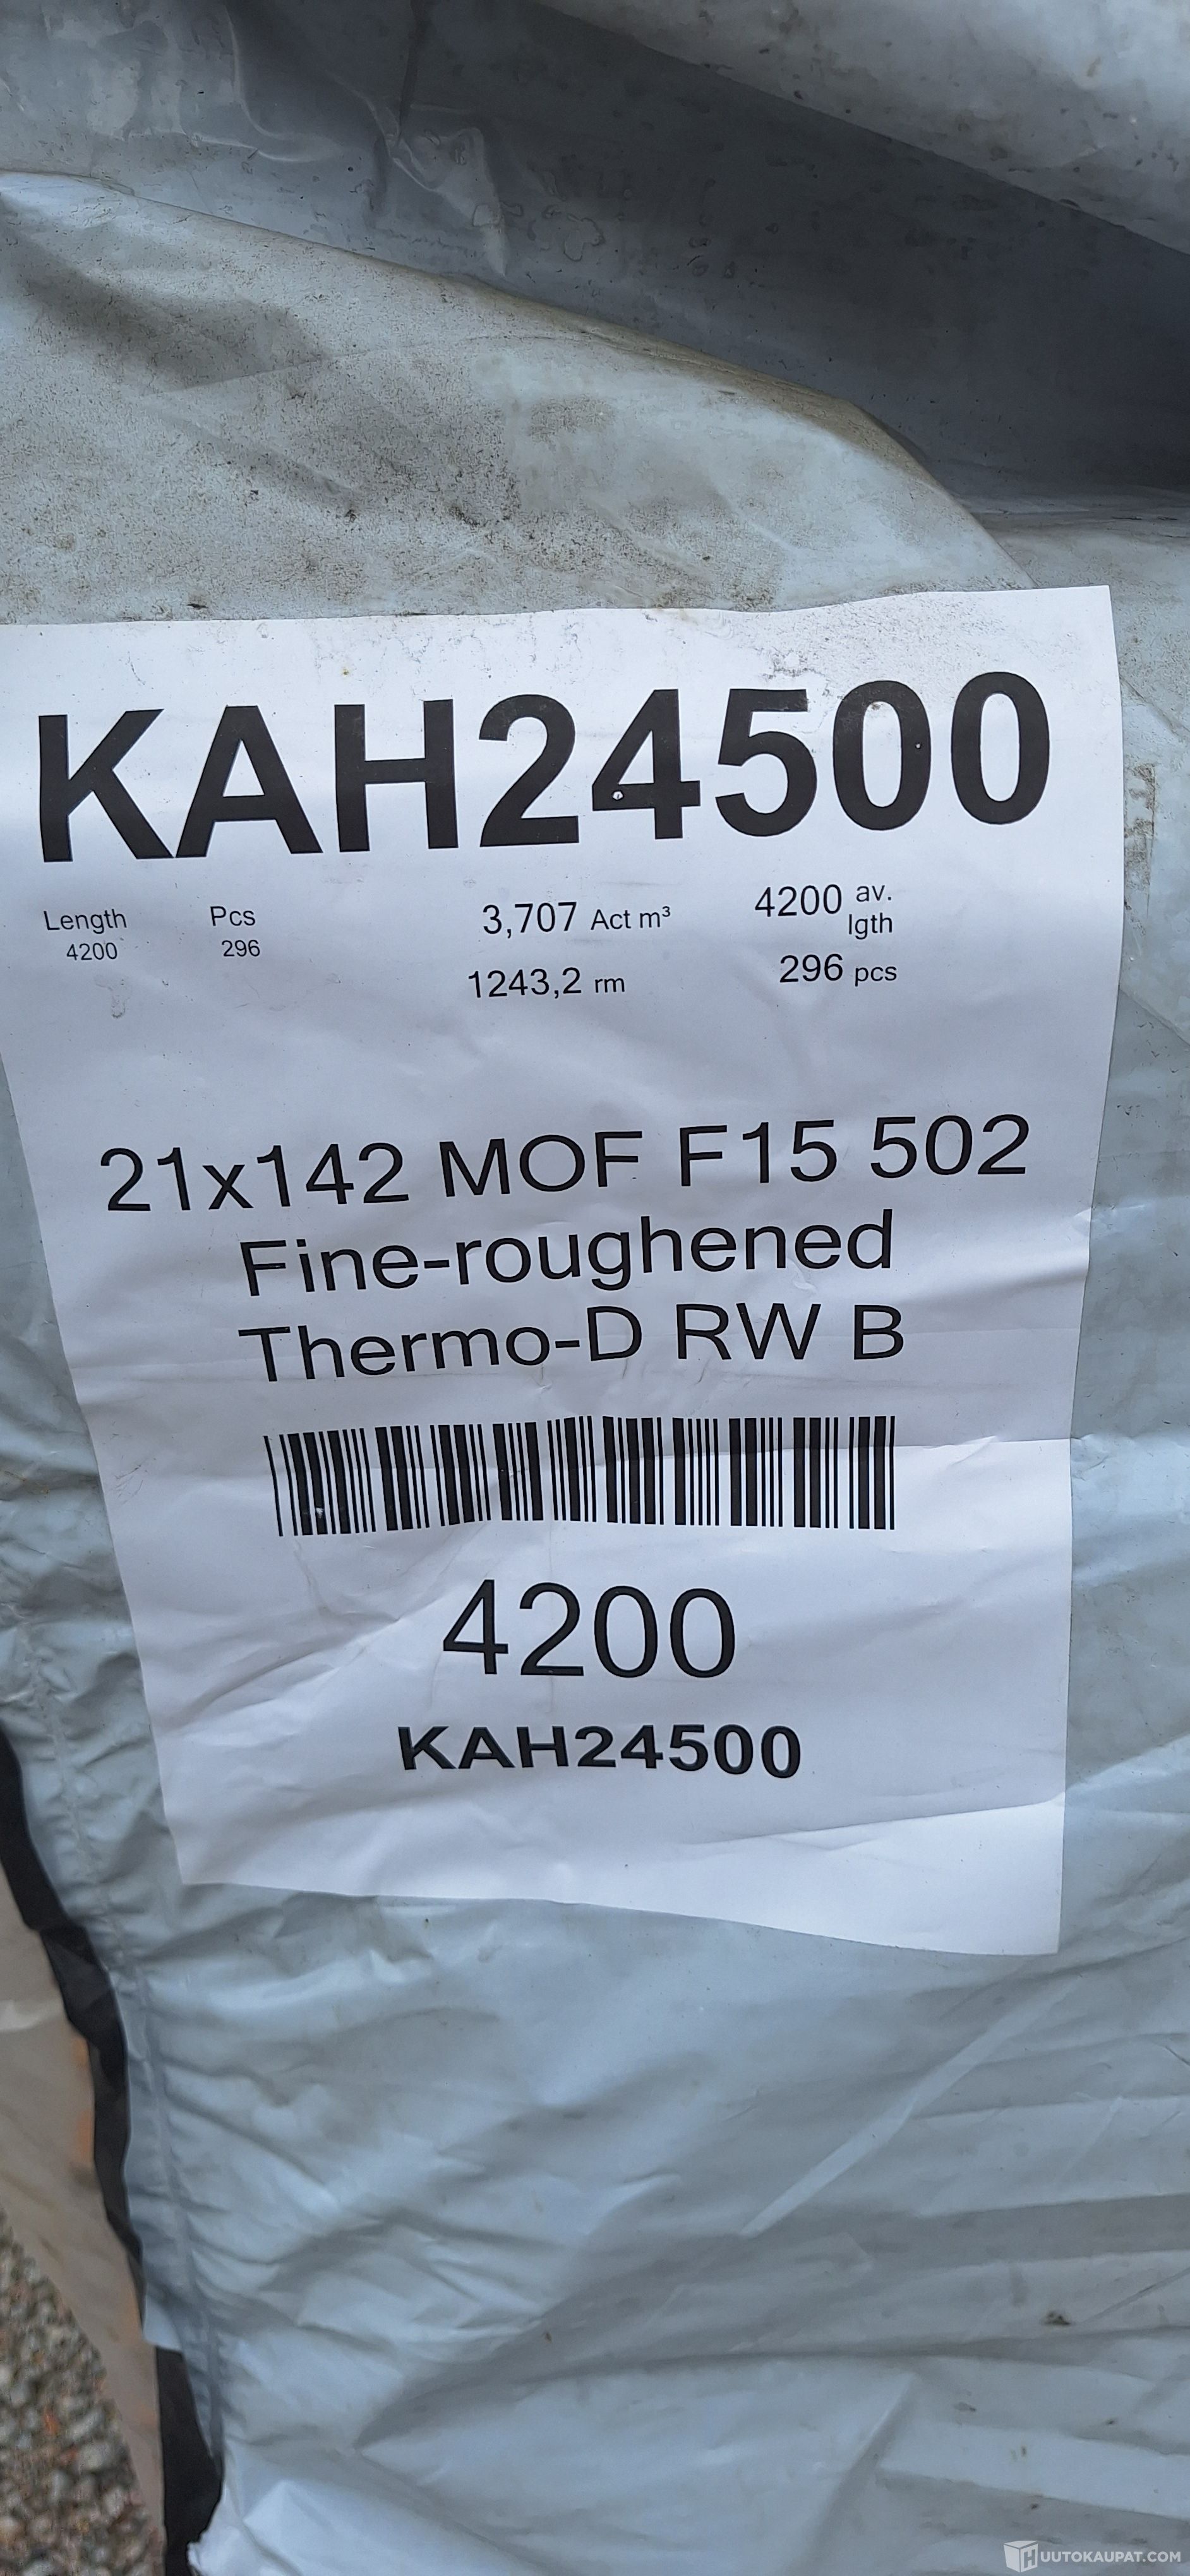 KAH24500
Length Pcs 3,707 Act m³ 4200 av. lgth
4200 296 1243,2 rm 296 pcs
21x142 MOF F15 502
Fine-roughened
Thermo-D RW B
4200
KAH24500
HUUTOKAUPAT.COM